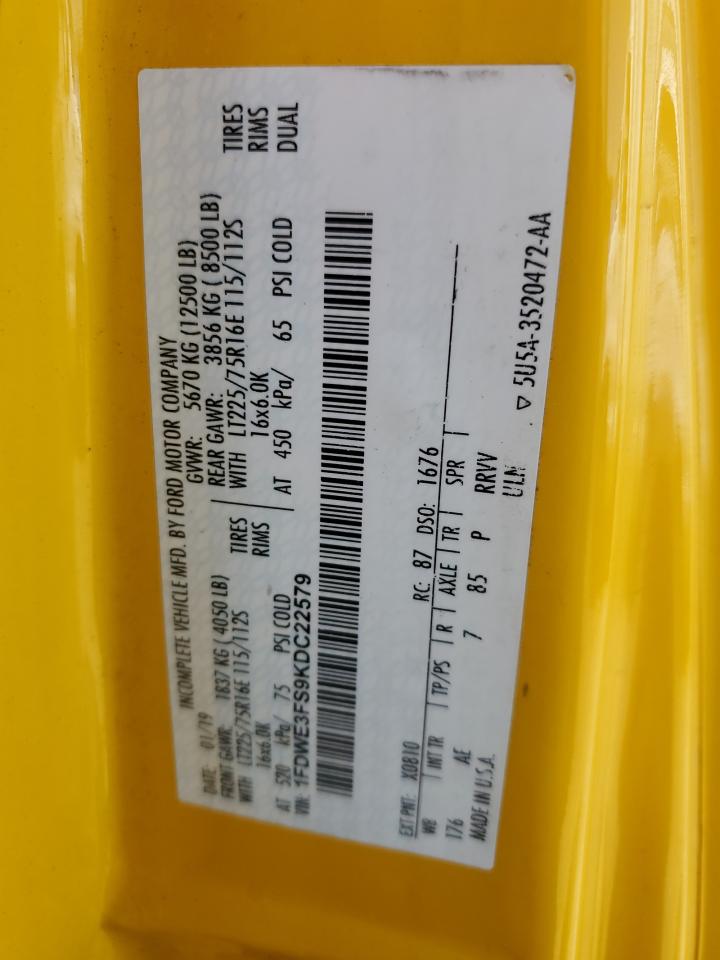 INCOMPLETE VEHICLE MFD. BY FORD MOTOR COMPANY
DATE: 01/19 GVWR: 5670 KG (12500 LB)
FRONT GAWR: 1837 KG ( 4050 LB) REAR GAWR: 3856 KG ( 8500 LB)
WITH LT225/75R16E 115/112S TIRES WITH LT225/75R16E 115/112S TIRES
16x6.0K RIMS 16x6.0K RIMS
AT 520 kPa/ 75 PSI COLD AT 450 kPa/ 65 PSI COLD DUAL
VIN: 1FDWE3FS9KDC22579
EXT PNT: X0810 RC: 87 DSO: 1676
WB INT TR TP/PS R AXLE TR SPR
176 AE 7 85 P RRVV
MADE IN U.S.A. ULN
▽ 5U5A-3520472-AA